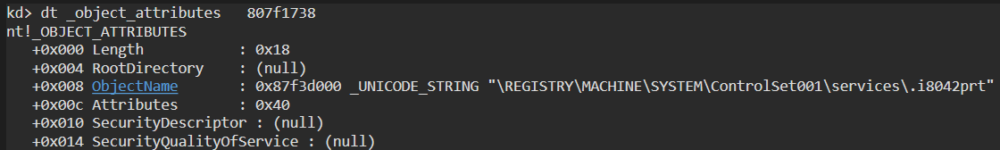 kd> dt _object_attributes   807f1738
nt!_OBJECT_ATTRIBUTES
   +0x000 Length           : 0x18
   +0x004 RootDirectory    : (null)
   +0x008 ObjectName       : 0x87f3d000 _UNICODE_STRING "\REGISTRY\MACHINE\SYSTEM\ControlSet001\services\.i8042prt"
   +0x00c Attributes       : 0x40
   +0x010 SecurityDescriptor : (null)
   +0x014 SecurityQualityOfService : (null)